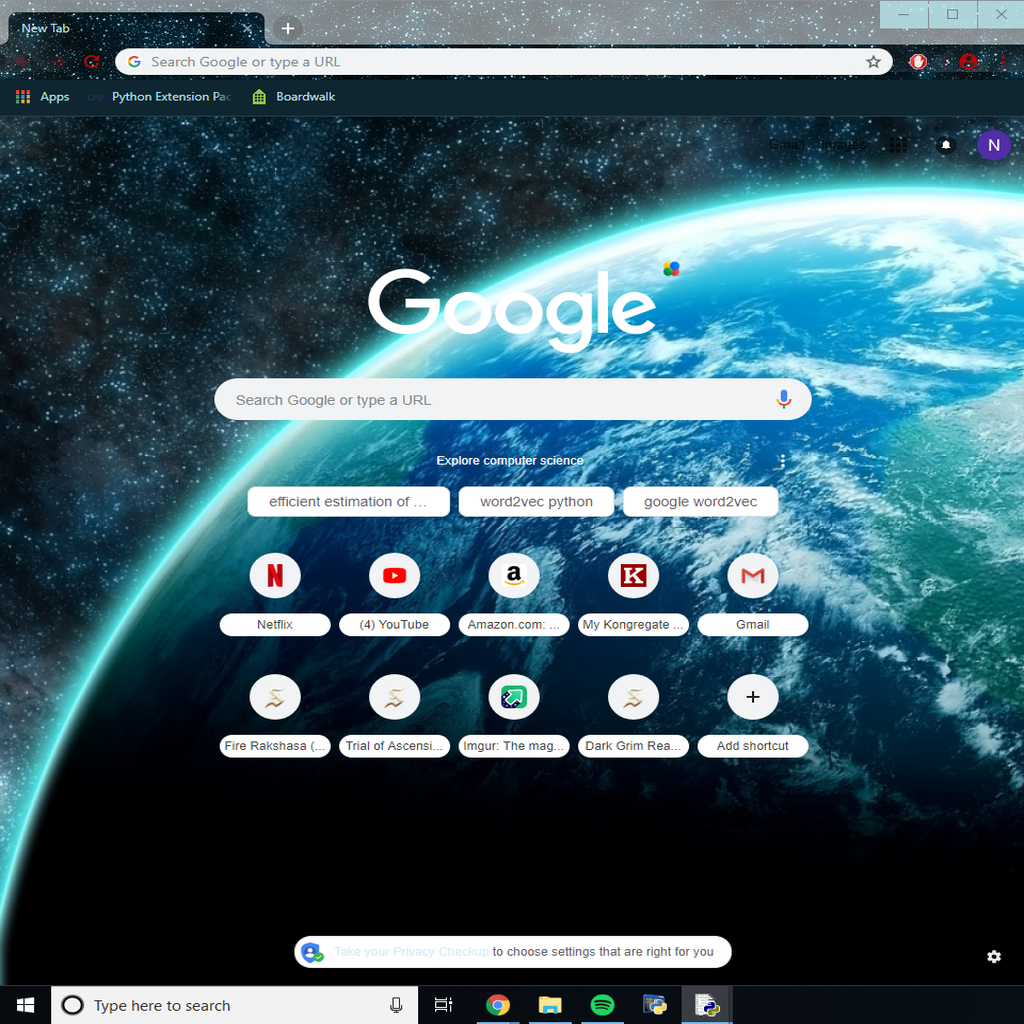 New Tab
Search Google or type a URL
Apps
Python Extension Pac
Boardwalk
Gmail Images
N
Google
Search Google or type a URL
Explore computer science
efficient estimation of …
word2vec python
google word2vec
Netflix
(4) YouTube
Amazon.com: ...
My Kongregate ...
Gmail
Fire Rakshasa (...
Trial of Ascensi...
Imgur: The mag...
Dark Grim Rea...
Add shortcut
Take your Privacy Checkup to choose settings that are right for you
Type here to search